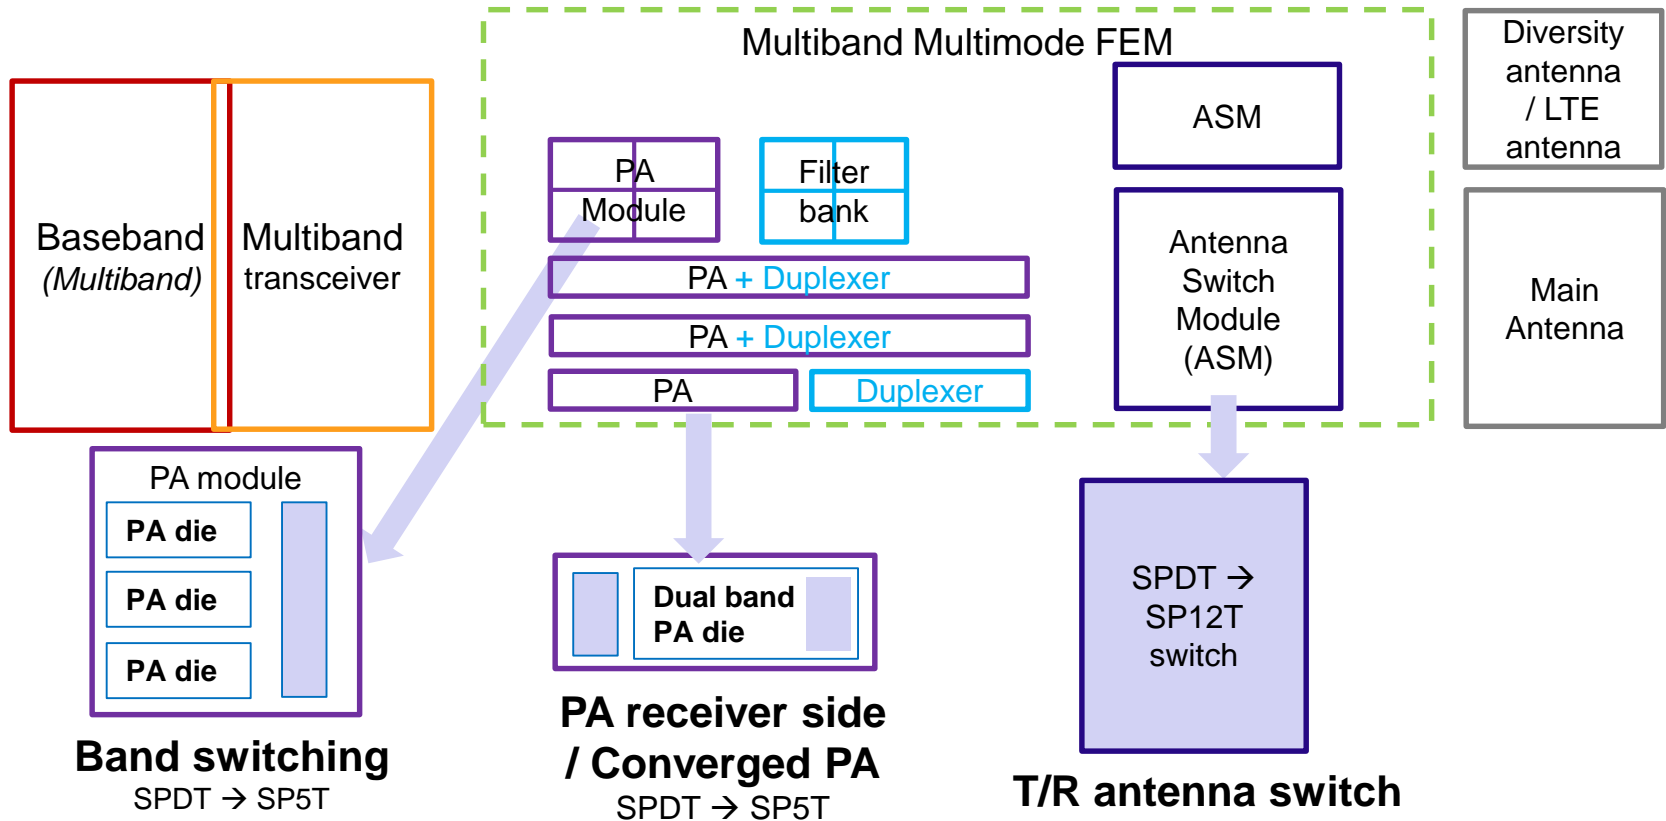 Multiband Multimode FEM
Diversity
antenna
/ LTE
antenna
ASM
PA
Module
Filter
bank
Baseband
(Multiband)
Multiband
transceiver
PA + Duplexer
PA + Duplexer
PA
Duplexer
Antenna
Switch
Module
(ASM)
Main
Antenna
PA module
PA die
PA die
PA die
Dual band
PA die
SPDT →
SP12T
switch
Band switching
SPDT → SP5T
PA receiver side
/ Converged PA
SPDT → SP5T
T/R antenna switch